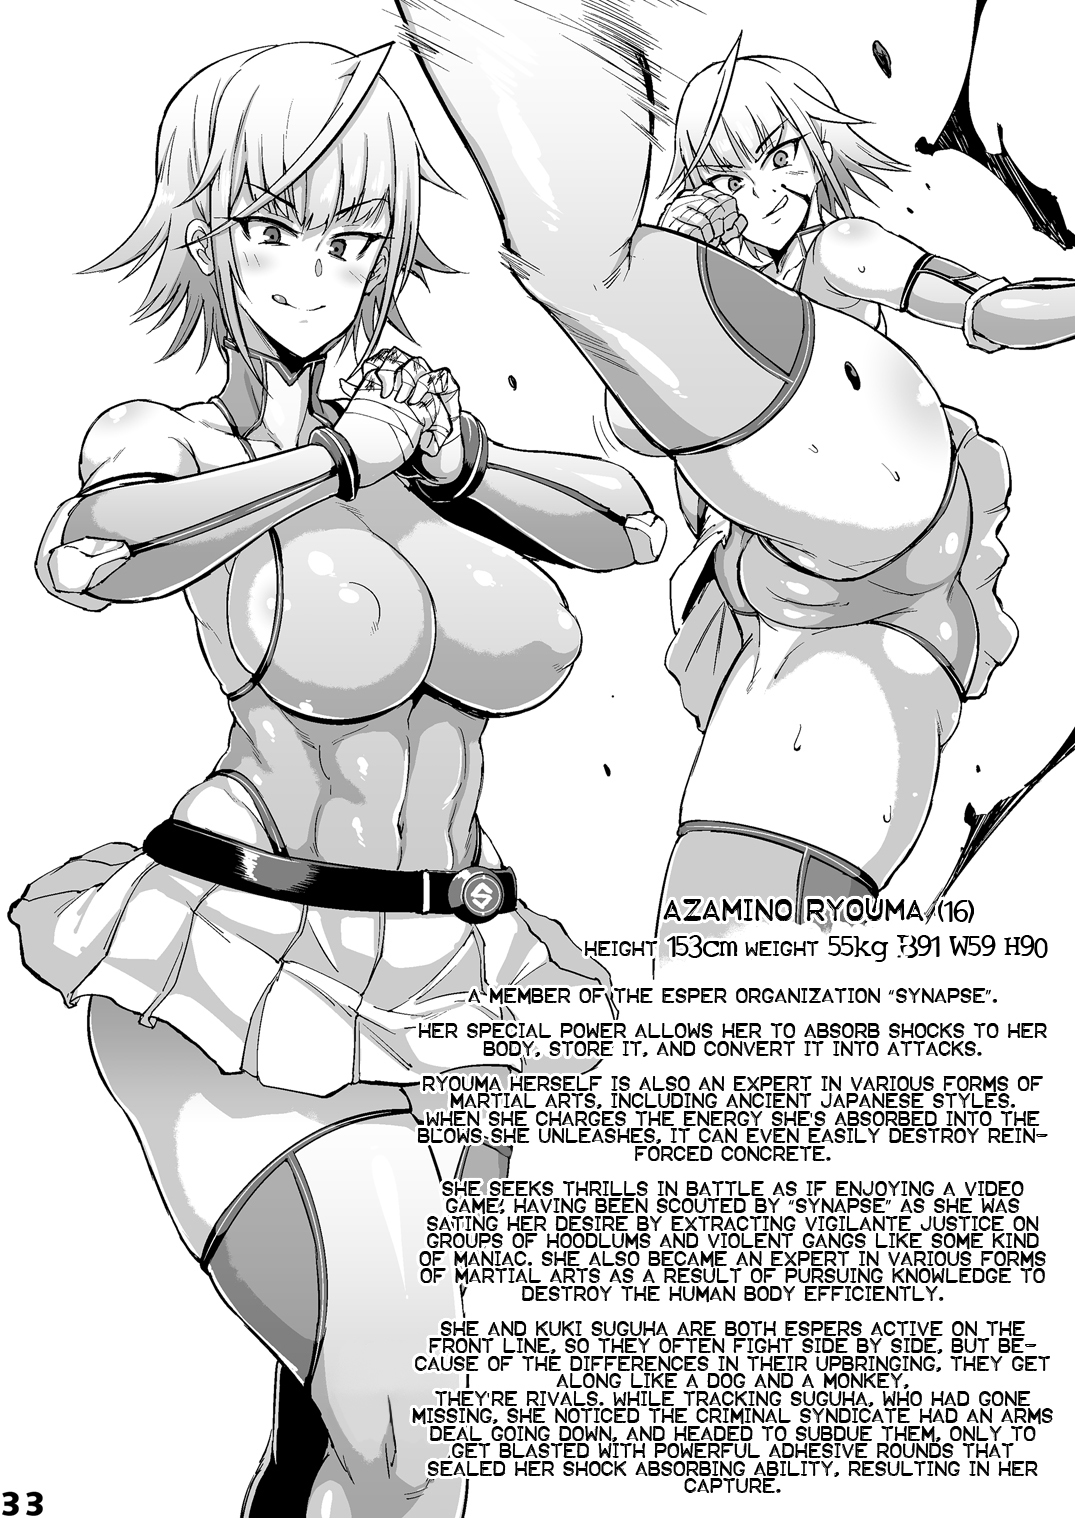 AZAMINO RYOUMA (16)
HEIGHT 153cm WEIGHT 55kg B91 W59 H90
A MEMBER OF THE ESPER ORGANIZATION "SYNAPSE".
HER SPECIAL POWER ALLOWS HER TO ABSORB SHOCKS TO HER
BODY, STORE IT, AND CONVERT IT INTO ATTACKS.
RYOUMA HERSELF IS ALSO AN EXPERT IN VARIOUS FORMS OF
MARTIAL ARTS, INCLUDING ANCIENT JAPANESE STYLES.
WHEN SHE CHARGES THE ENERGY SHE'S ABSORBED INTO THE
BLOWS SHE UNLEASHES, IT CAN EVEN EASILY DESTROY REIN-
FORCED CONCRETE.
SHE SEEKS THRILLS IN BATTLE AS IF ENJOYING A VIDEO
GAME, HAVING BEEN SCOUTED BY "SYNAPSE" AS SHE WAS
SATING HER DESIRE BY EXTRACTING VIGILANTE JUSTICE ON
GROUPS OF HOODLUMS AND VIOLENT GANGS LIKE SOME KIND
OF MANIAC. SHE ALSO BECAME AN EXPERT IN VARIOUS FORMS
OF MARTIAL ARTS AS A RESULT OF PURSUING KNOWLEDGE TO
DESTROY THE HUMAN BODY EFFICIENTLY.
SHE AND KUKI SUGUHA ARE BOTH ESPERS ACTIVE ON THE
FRONT LINE, SO THEY OFTEN FIGHT SIDE BY SIDE, BUT BE-
CAUSE OF THE DIFFERENCES IN THEIR UPBRINGING, THEY GET
ALONG LIKE A DOG AND A MONKEY.
THEY'RE RIVALS. WHILE TRACKING SUGUHA, WHO HAD GONE
MISSING, SHE NOTICED THE CRIMINAL SYNDICATE HAD AN ARMS
DEAL GOING DOWN, AND HEADED TO SUBDUE THEM, ONLY TO
GET BLASTED WITH POWERFUL ADHESIVE ROUNDS THAT
SEALED HER SHOCK ABSORBING ABILITY, RESULTING IN HER
CAPTURE.
S
33